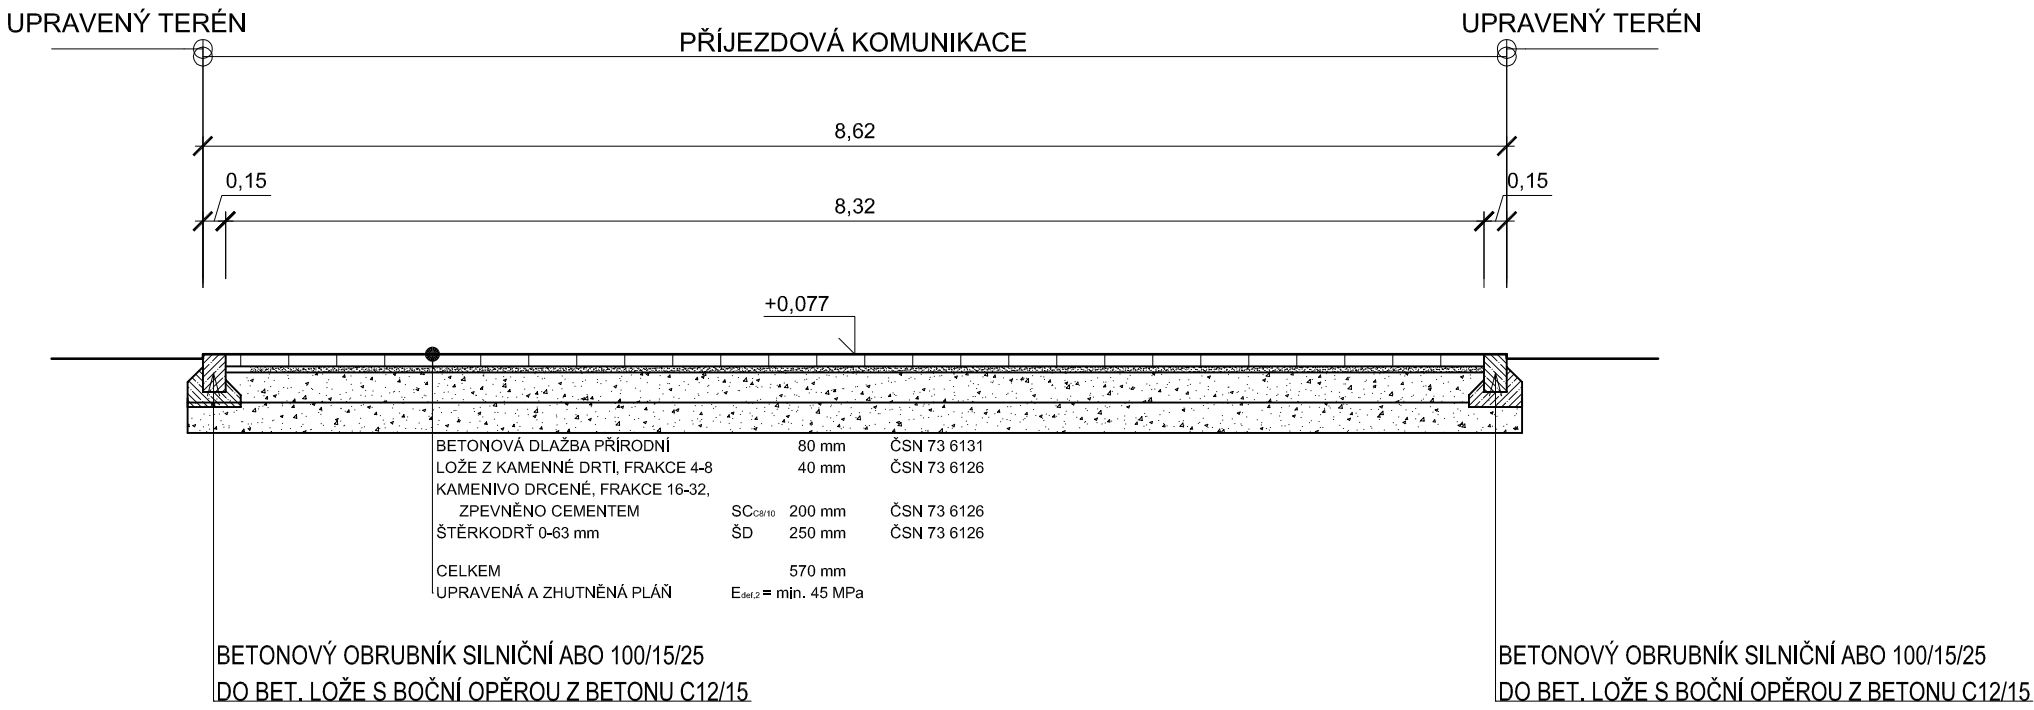 UPRAVENÝ TERÉN
UPRAVENÝ TERÉN
PŘÍJEZDOVÁ KOMUNIKACE
8,62
0,15
0,15
8,32
+0,077
BETONOVÁ DLAŽBA PŘÍRODNÍ 80 mm ČSN 73 6131
LOŽE Z KAMENNÉ DRTI, FRAKCE 4-8 40 mm ČSN 73 6126
KAMENIVO DRCENÉ, FRAKCE 16-32,
ZPEVNĚNO CEMENTEM SCC8/10 200 mm ČSN 73 6126
ŠTĚRKODRŤ 0-63 mm ŠD 250 mm ČSN 73 6126
CELKEM 570 mm
UPRAVENÁ A ZHUTNĚNÁ PLÁŇ Edef,2 = min. 45 MPa
BETONOVÝ OBRUBNÍK SILNIČNÍ ABO 100/15/25
DO BET. LOŽE S BOČNÍ OPĚROU Z BETONU C12/15
BETONOVÝ OBRUBNÍK SILNIČNÍ ABO 100/15/25
DO BET. LOŽE S BOČNÍ OPĚROU Z BETONU C12/15